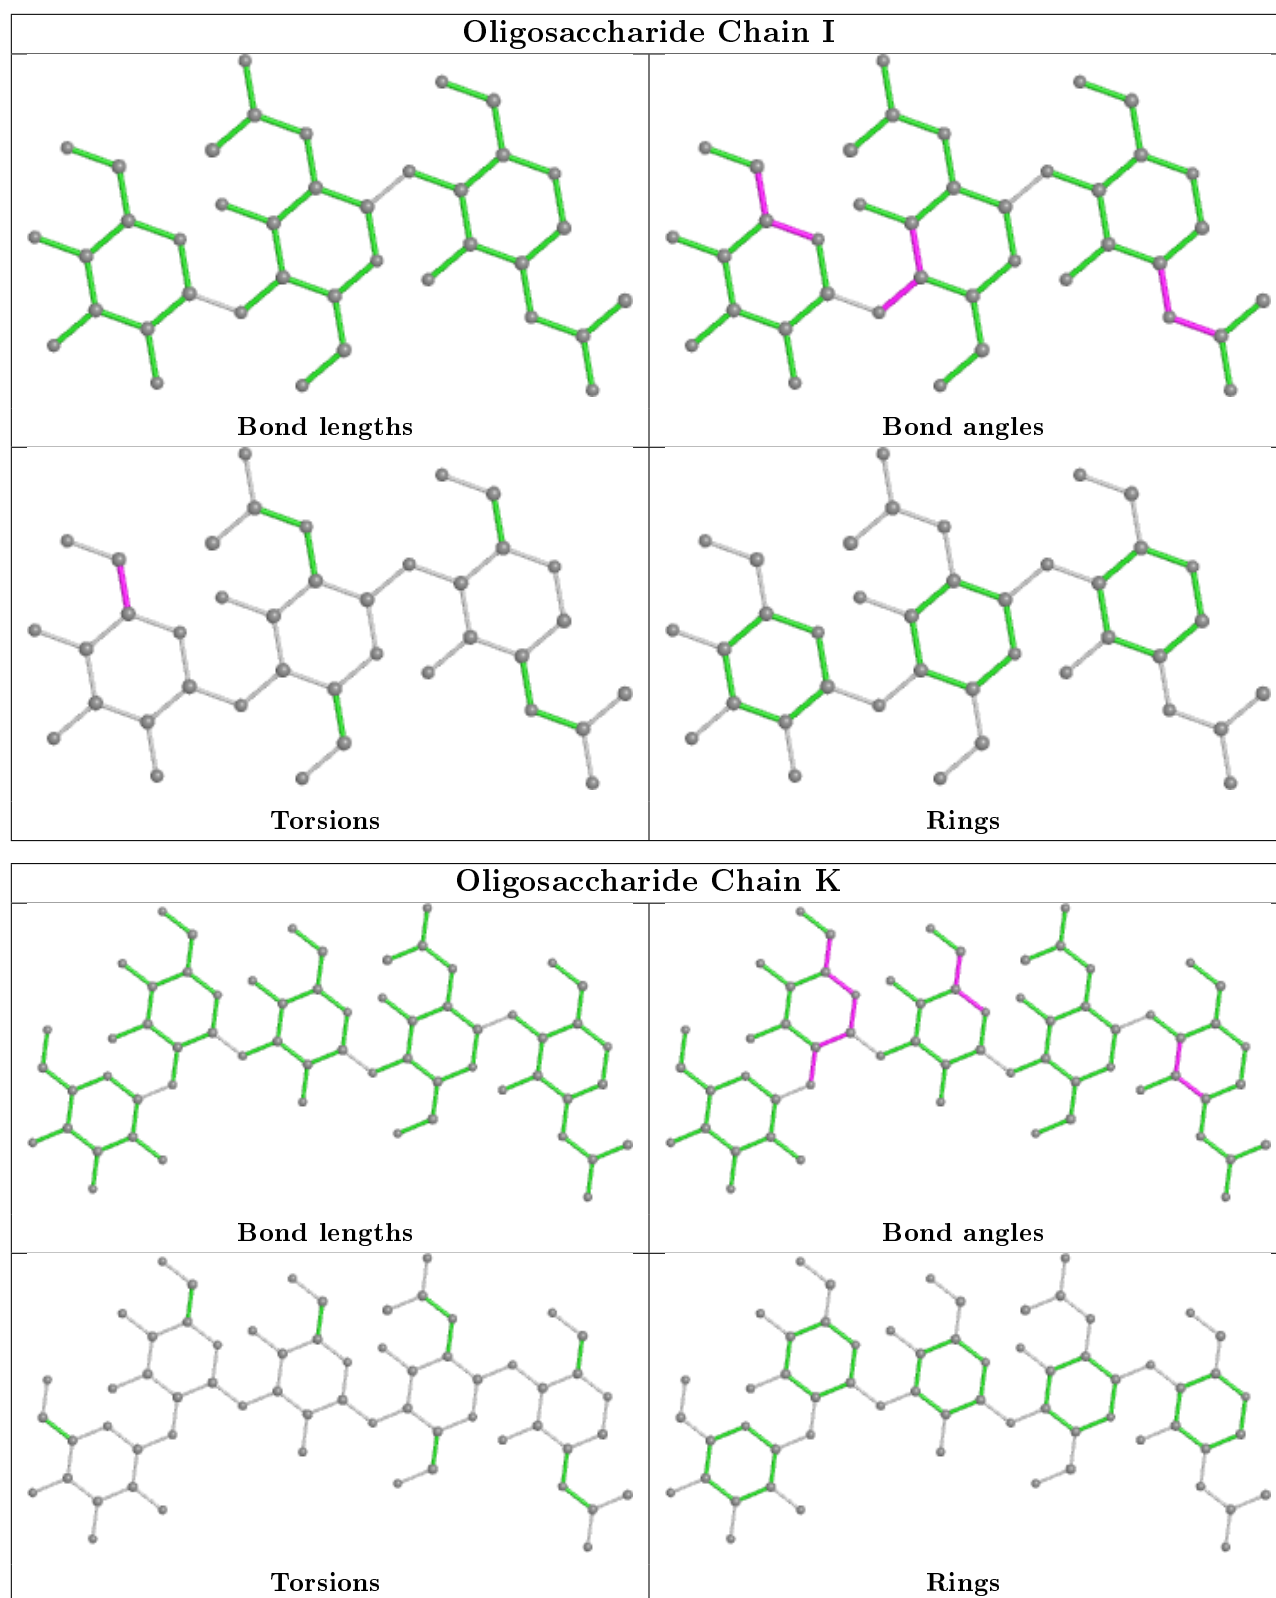 Oligosaccharide Chain I
Bond lengths
Bond angles
Torsions
Rings
Oligosaccharide Chain K
Bond lengths
Bond angles
Torsions
Rings